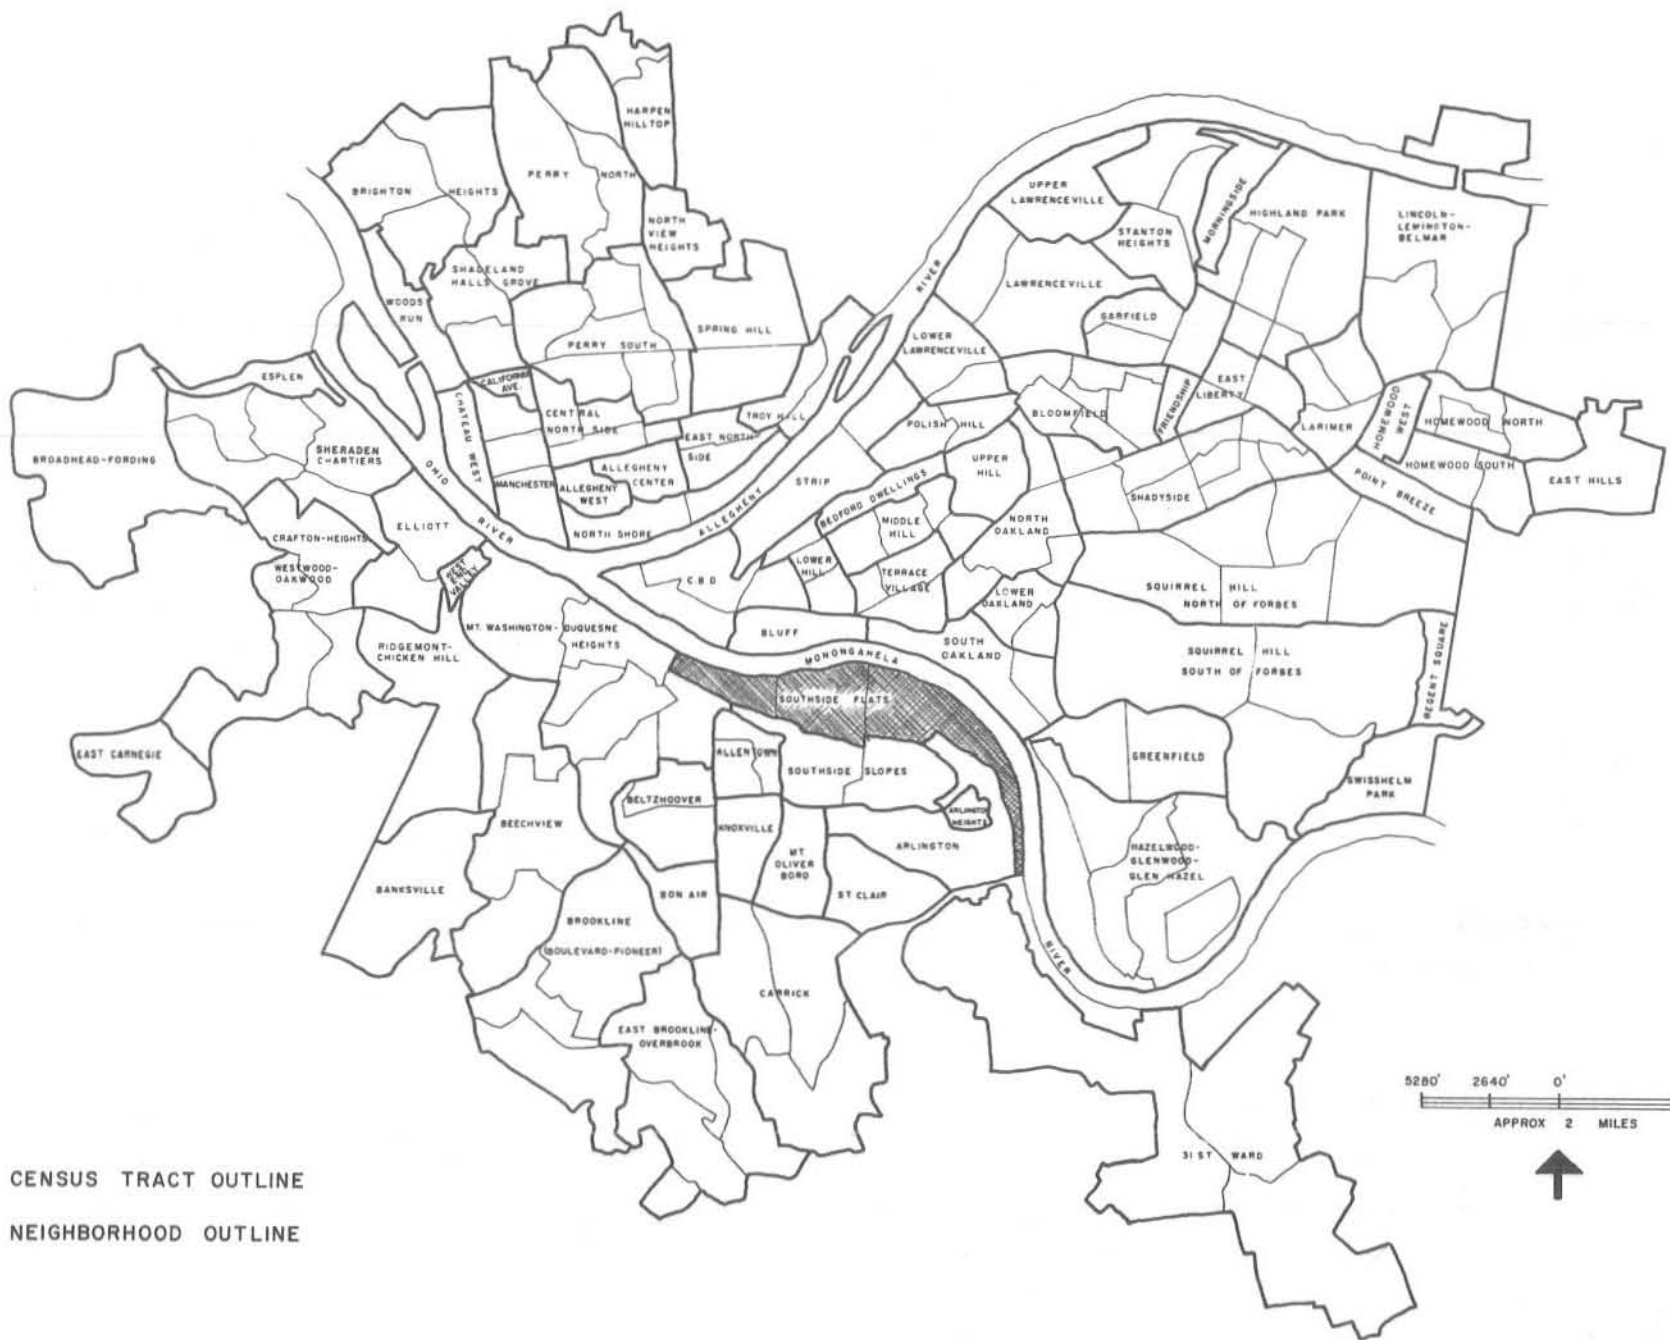 HARPEN
HILLTOP
PERRY NORTH
BRIGHTON HEIGHTS
NORTH
VIEW
HEIGHTS
SHADELAND
HALLS GROVE
WOODS
RUN
SPRING HILL
PERRY SOUTH
CALIFORNIA
AVE.
CHATEAU WEST
CENTRAL
NORTH SIDE
TROY HILL
EAST NORTH
SIDE
ALLEGHENY
CENTER
MANCHESTER
ALLEGHENY
WEST
NORTH SHORE
ESPLEN
BROADHEAD-FORDING
SHERADEN
CHARTIERS
OHIO
RIVER
ELLIOTT
CRAFTON-HEIGHTS
WESTWOOD-
OAKWOOD
WEST
END
VALLEY
RIDGEMONT-
CHICKEN HILL
EAST CARNEGIE
MT. WASHINGTON-DUQUESNE
HEIGHTS
ALLEGHENY
RIVER
UPPER
LAWRENCEVILLE
STANTON
HEIGHTS
MORNINGSIDE
HIGHLAND PARK
LINCOLN-
LEMINGTON-
BELMAR
LAWRENCEVILLE
GARFIELD
LOWER
LAWRENCEVILLE
FRIENDSHIP
EAST
LIBERTY
BLOOMFIELD
LARIMER
HOMEWOOD
WEST
HOMEWOOD NORTH
HOMEWOOD SOUTH
EAST HILLS
POINT BREEZE
POLISH HILL
STRIP
UPPER
HILL
BEDFORD DWELLINGS
MIDDLE
HILL
NORTH
OAKLAND
SHADYSIDE
LOWER
HILL
TERRACE
VILLAGE
C B D
LOWER
OAKLAND
SQUIRREL HILL
NORTH OF FORBES
BLUFF
SOUTH
OAKLAND
MONONGAHELA
RIVER
SQUIRREL HILL
SOUTH OF FORBES
REGENT SQUARE
SOUTHSIDE FLATS
GREENFIELD
SWISSHELM
PARK
ALLENTOWN
SOUTHSIDE SLOPES
ARLINGTON
HEIGHTS
BELTZHOOVER
BEECHVIEW
KNOXVILLE
MT
OLIVER
BORO
ARLINGTON
HAZELWOOD-
GLENWOOD-
GLEN HAZEL
BANKSVILLE
BON AIR
ST CLAIR
BROOKLINE
(BOULEVARD-PIONEER)
CARRICK
EAST BROOKLINE-
OVERBROOK
31 ST WARD
5280' 2640' 0'
APPROX 2 MILES
CENSUS TRACT OUTLINE
NEIGHBORHOOD OUTLINE